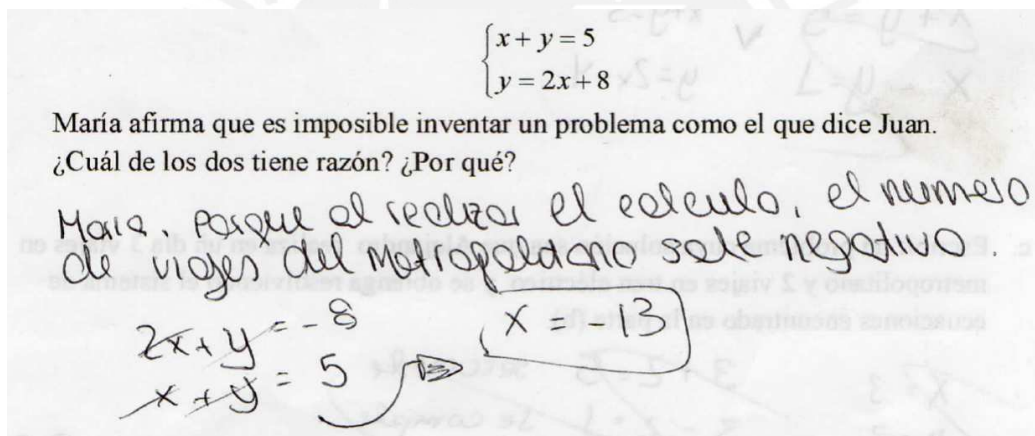 x + y = 5
y = 2x + 8
María afirma que es imposible inventar un problema como el que dice Juan.
¿Cuál de los dos tiene razón? ¿Por qué?
María, Porque al realizar el calculo, el numero
de viajes del Metropolitano sale negativo.
2x + y = -8
x + y = 5
x = -13